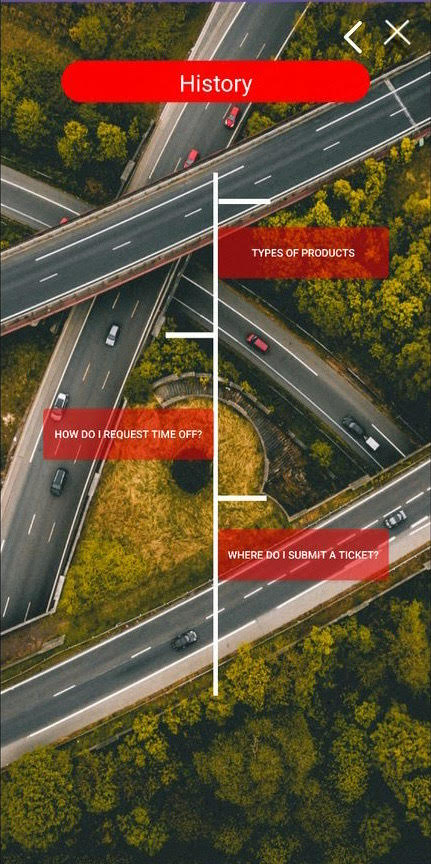 History
TYPES OF PRODUCTS
HOW DO I REQUEST TIME OFF?
WHERE DO I SUBMIT A TICKET?